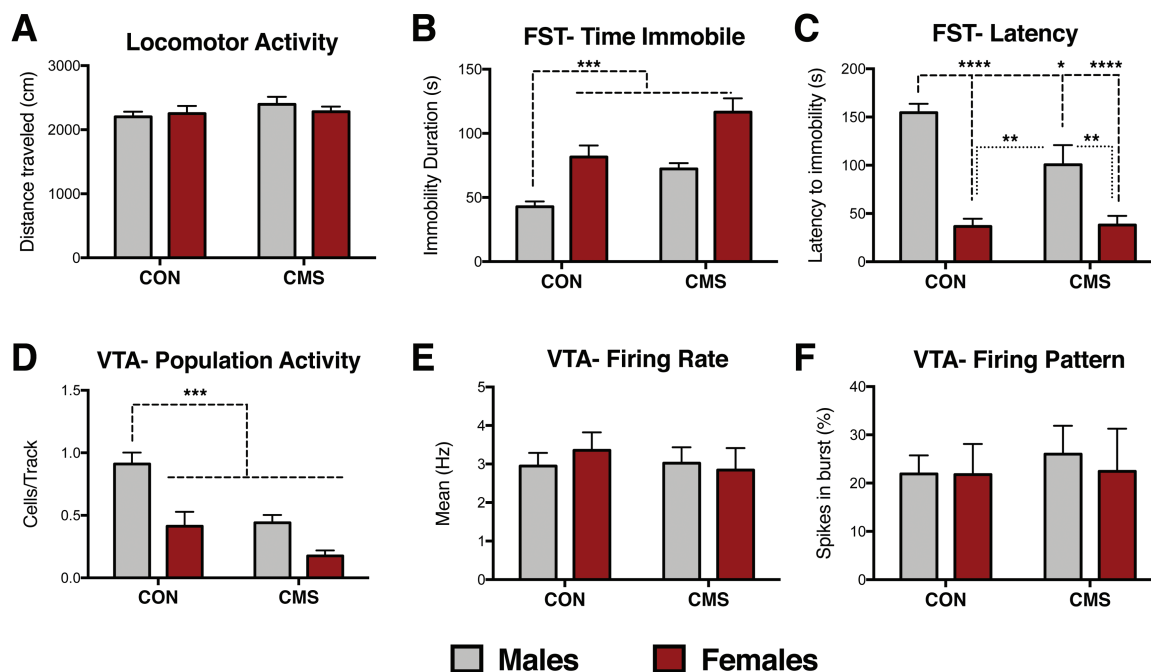 A
Locomotor Activity
Distance traveled (cm)
3000
2000
1000
0
CON
CMS
B
FST- Time Immobile
Immobility Duration (s)
150
100
50
0
***
CON
CMS
C
FST- Latency
Latency to immobility (s)
200
150
100
50
0
****
*
****
**
**
CON
CMS
D
VTA- Population Activity
Cells/Track
1.5
1.0
0.5
0.0
***
CON
CMS
E
VTA- Firing Rate
Mean (Hz)
5
4
3
2
1
0
CON
CMS
F
VTA- Firing Pattern
Spikes in burst (%)
40
30
20
10
0
CON
CMS
Males
Females